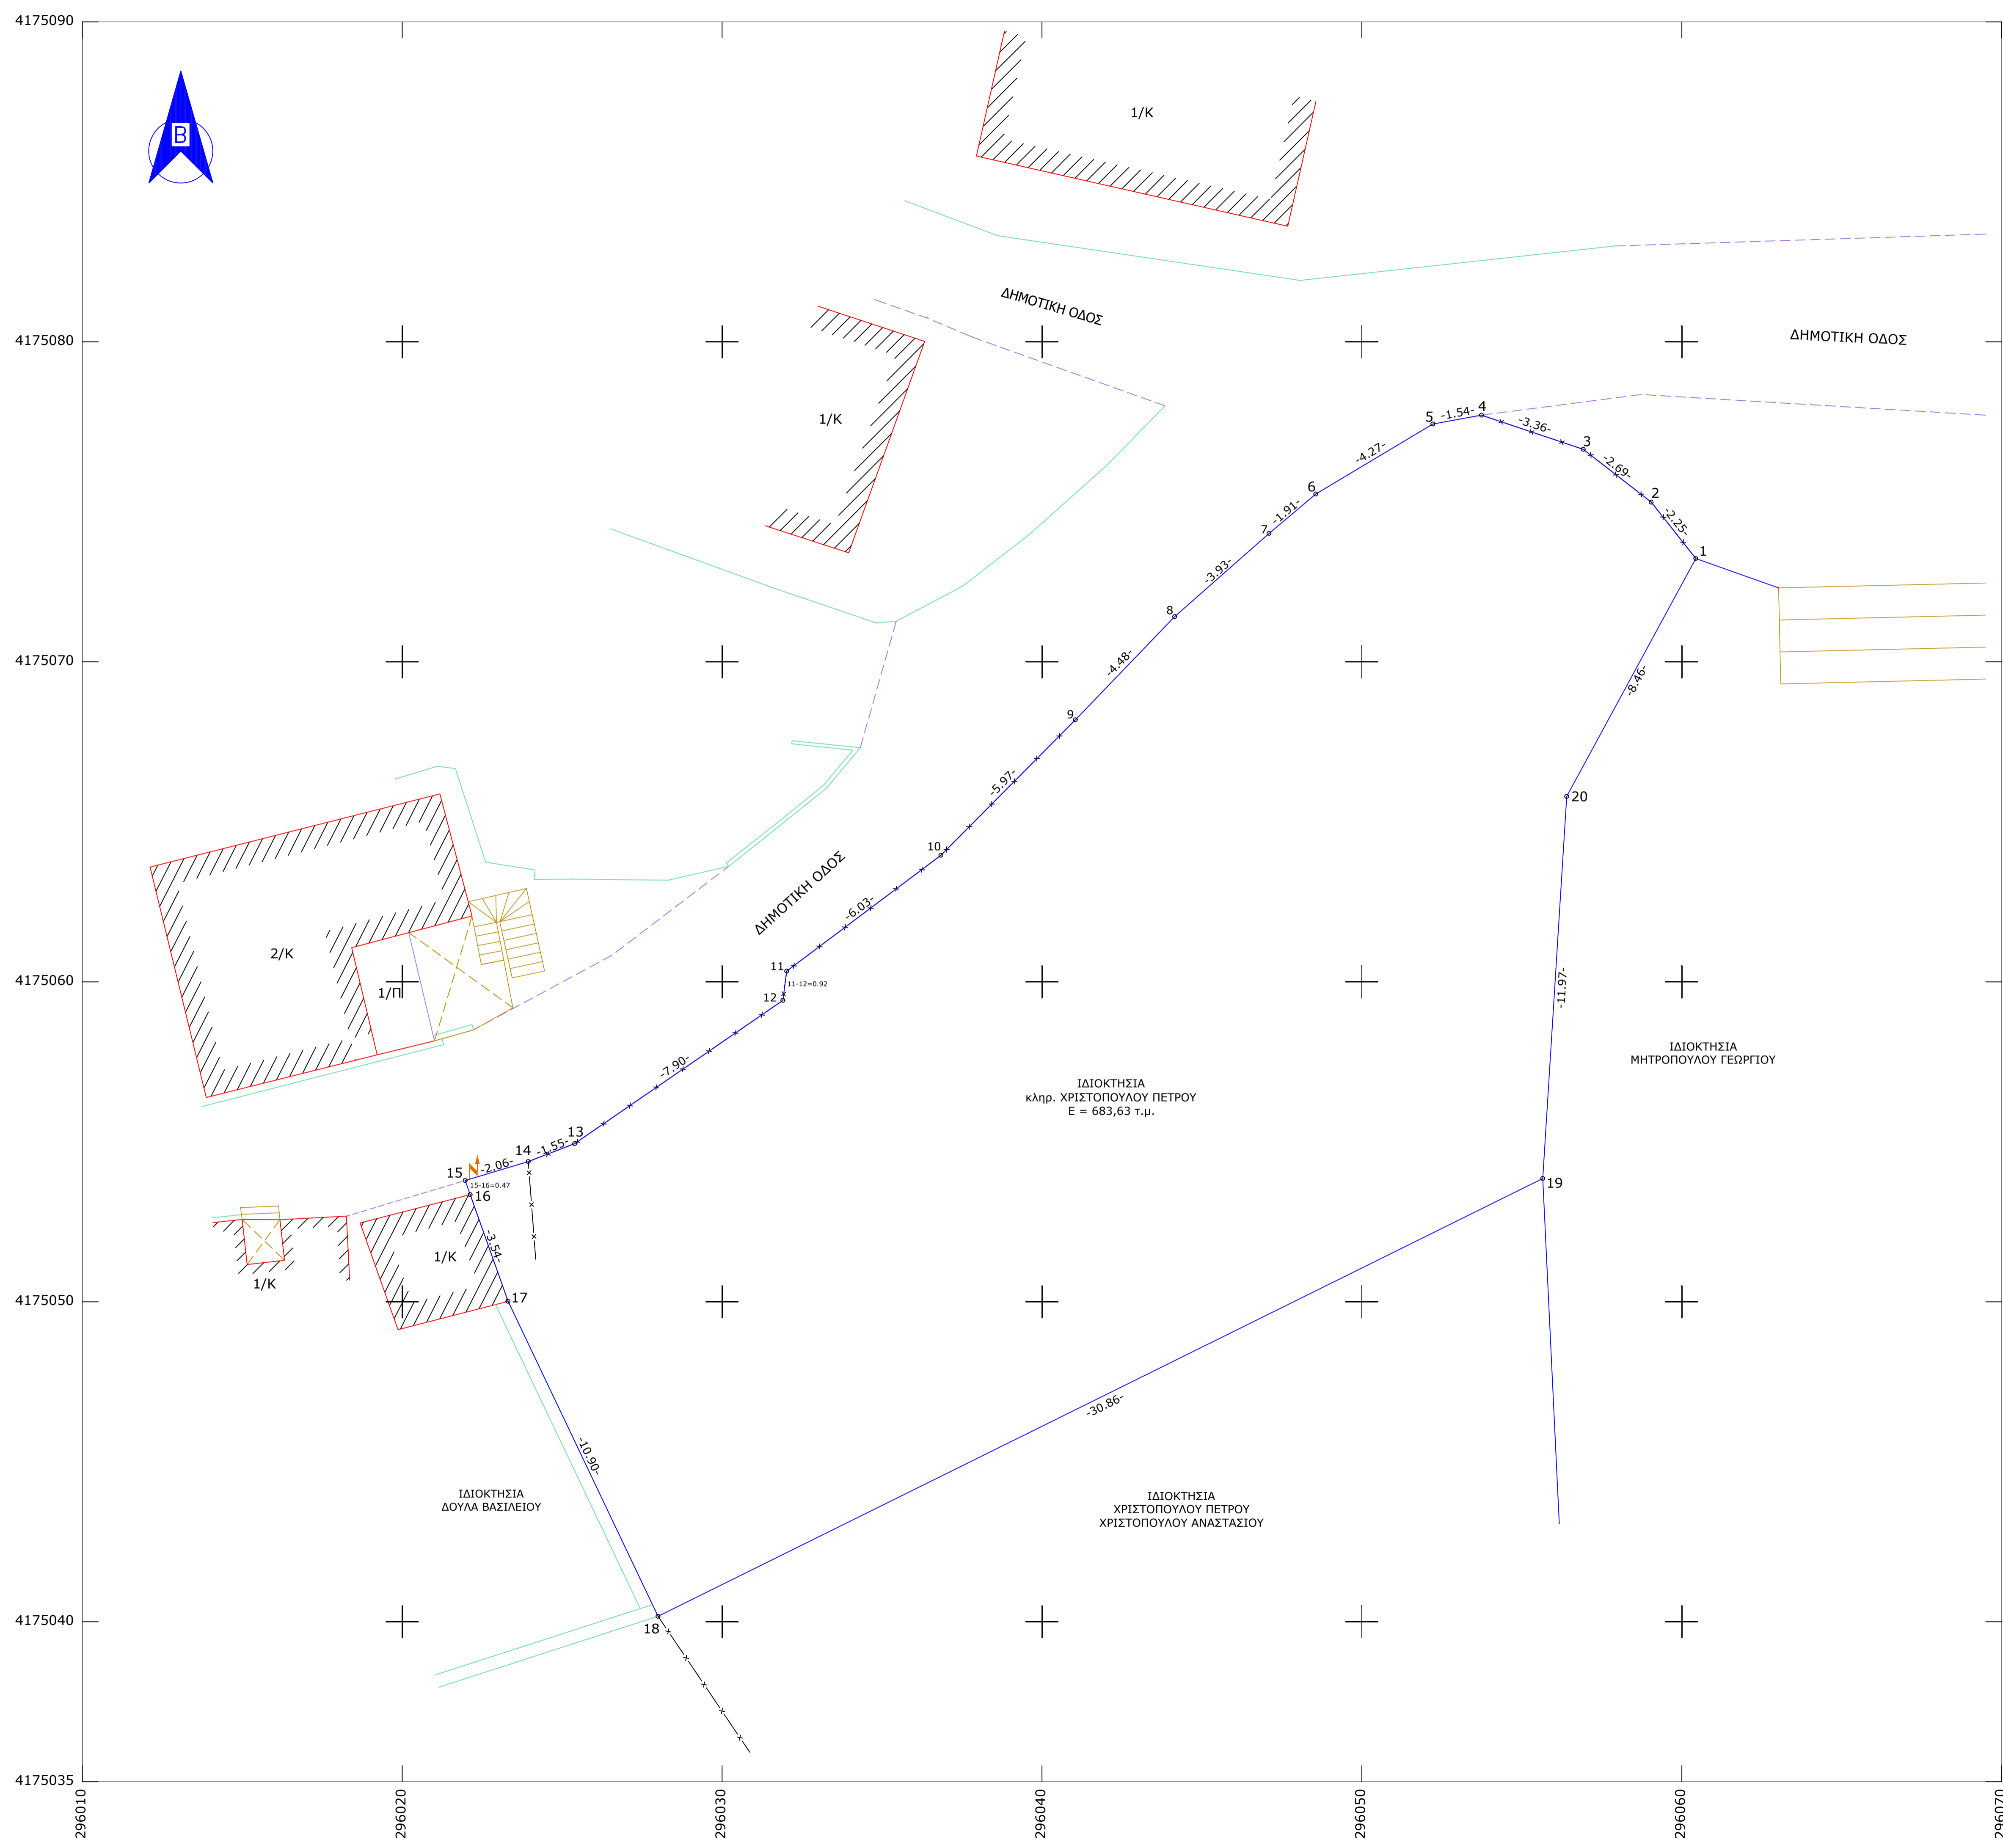 4175090
B
1/Κ
ΔΗΜΟΤΙΚΗ ΟΔΟΣ
4175080
ΔΗΜΟΤΙΚΗ ΟΔΟΣ
1/Κ
5
-1.54-
4
-3.36-
3
-4.27-
-2.69-
6
2
-1.91-
-2.25-
7
1
-3.93-
8
4175070
-4.48-
-8.46-
9
-5.97-
20
10
ΔΗΜΟΤΙΚΗ ΟΔΟΣ
-6.03-
2/Κ
11
4175060
11-12=0.92
-11.97-
1/Π
12
ΙΔΙΟΚΤΗΣΙΑ
ΜΗΤΡΟΠΟΥΛΟΥ ΓΕΩΡΓΙΟΥ
-7.90-
ΙΔΙΟΚΤΗΣΙΑ
κληρ. ΧΡΙΣΤΟΠΟΥΛΟΥ ΠΕΤΡΟΥ
Ε = 683,63 τ.μ.
13
-1.55-
14
-2.06-
15
15-16=0.47
16
19
-3.54-
1/Κ
1/Κ
4175050
17
-30.86-
-10.90-
ΙΔΙΟΚΤΗΣΙΑ
ΔΟΥΛΑ ΒΑΣΙΛΕΙΟΥ
ΙΔΙΟΚΤΗΣΙΑ
ΧΡΙΣΤΟΠΟΥΛΟΥ ΠΕΤΡΟΥ
ΧΡΙΣΤΟΠΟΥΛΟΥ ΑΝΑΣΤΑΣΙΟΥ
4175040
18
4175035
296010
296020
296030
296040
296050
296060
296070